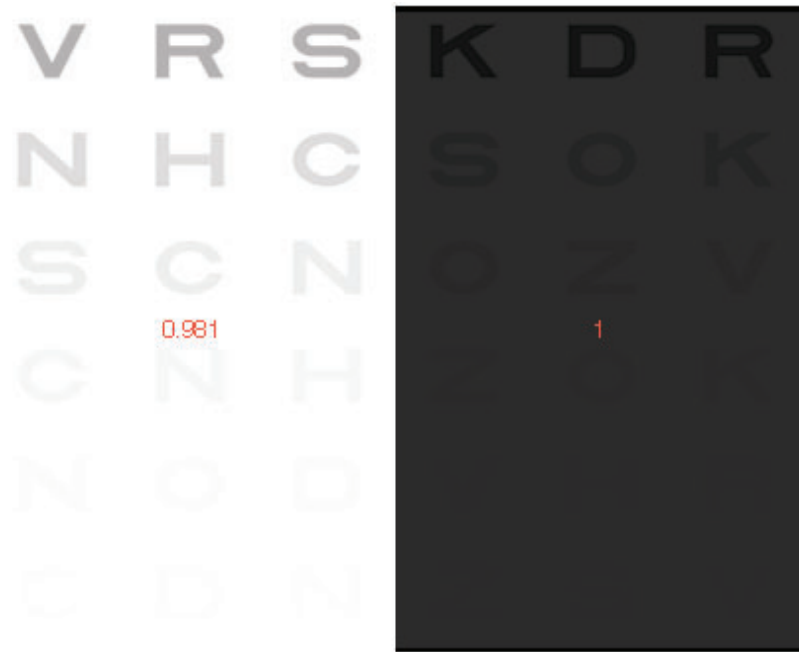 V R S K D R
N H C S O K
S C N O Z V
0.981 1
C N H Z O K
N O D V H R
C D N Z S V